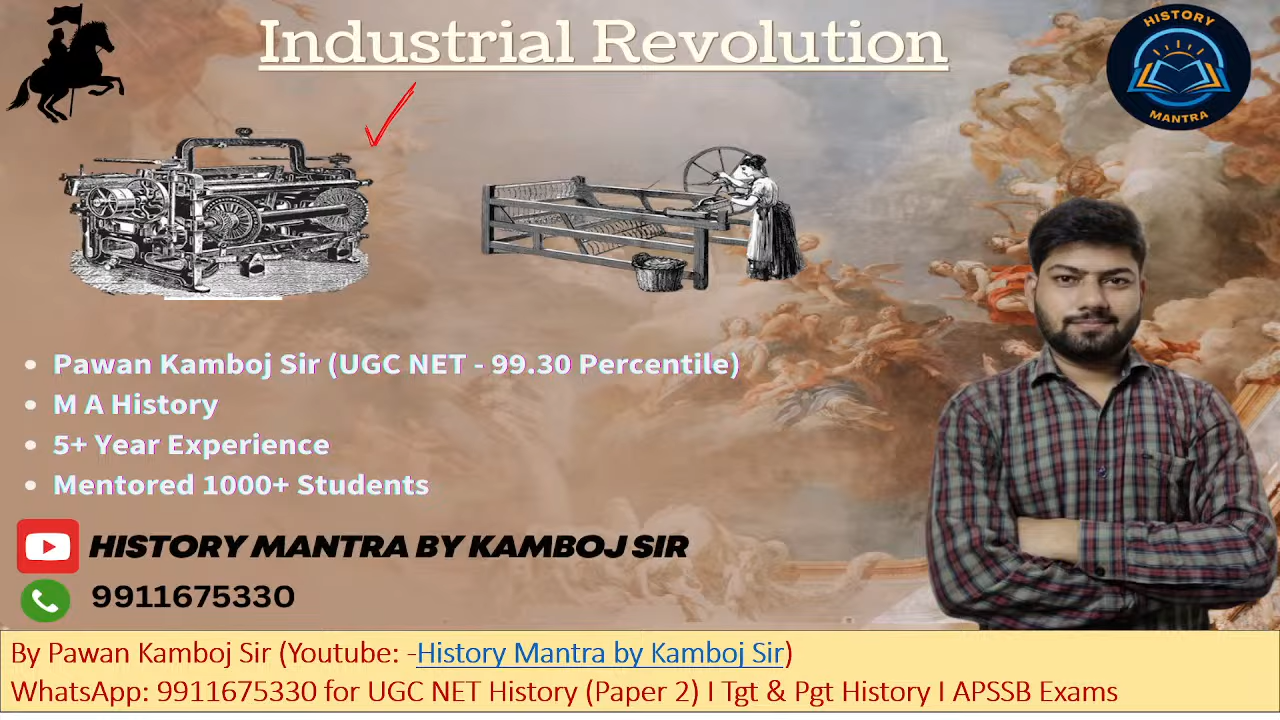 Industrial Revolution
HISTORY
MANTRA
Pawan Kamboj Sir (UGC NET - 99.30 Percentile)
M A History
5+ Year Experience
Mentored 1000+ Students
HISTORY MANTRA BY KAMBOJ SIR
9911675330
By Pawan Kamboj Sir (Youtube: -History Mantra by Kamboj Sir)
WhatsApp: 9911675330 for UGC NET History (Paper 2) I Tgt & Pgt History I APSSB Exams